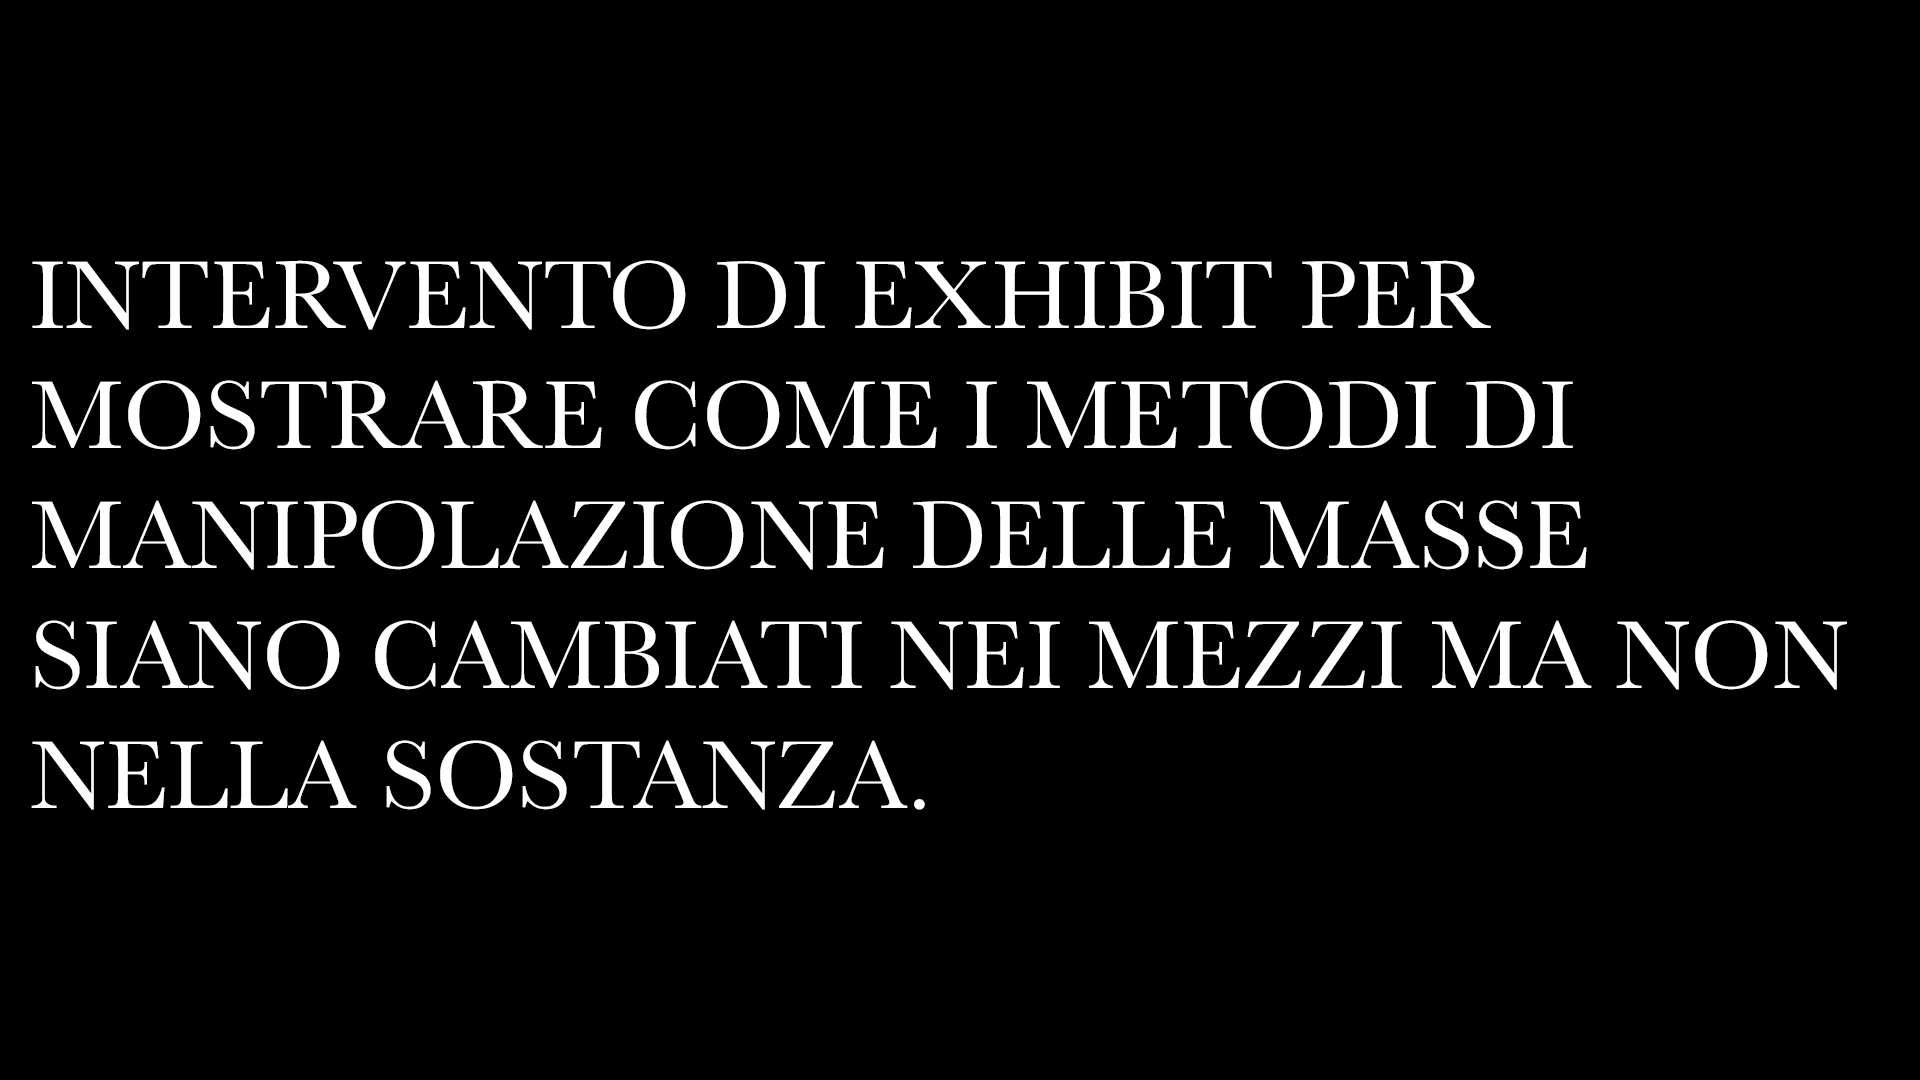 INTERVENTO DI EXHIBIT PER
MOSTRARE COME I METODI DI
MANIPOLAZIONE DELLE MASSE
SIANO CAMBIATI NEI MEZZI MA NON
NELLA SOSTANZA.